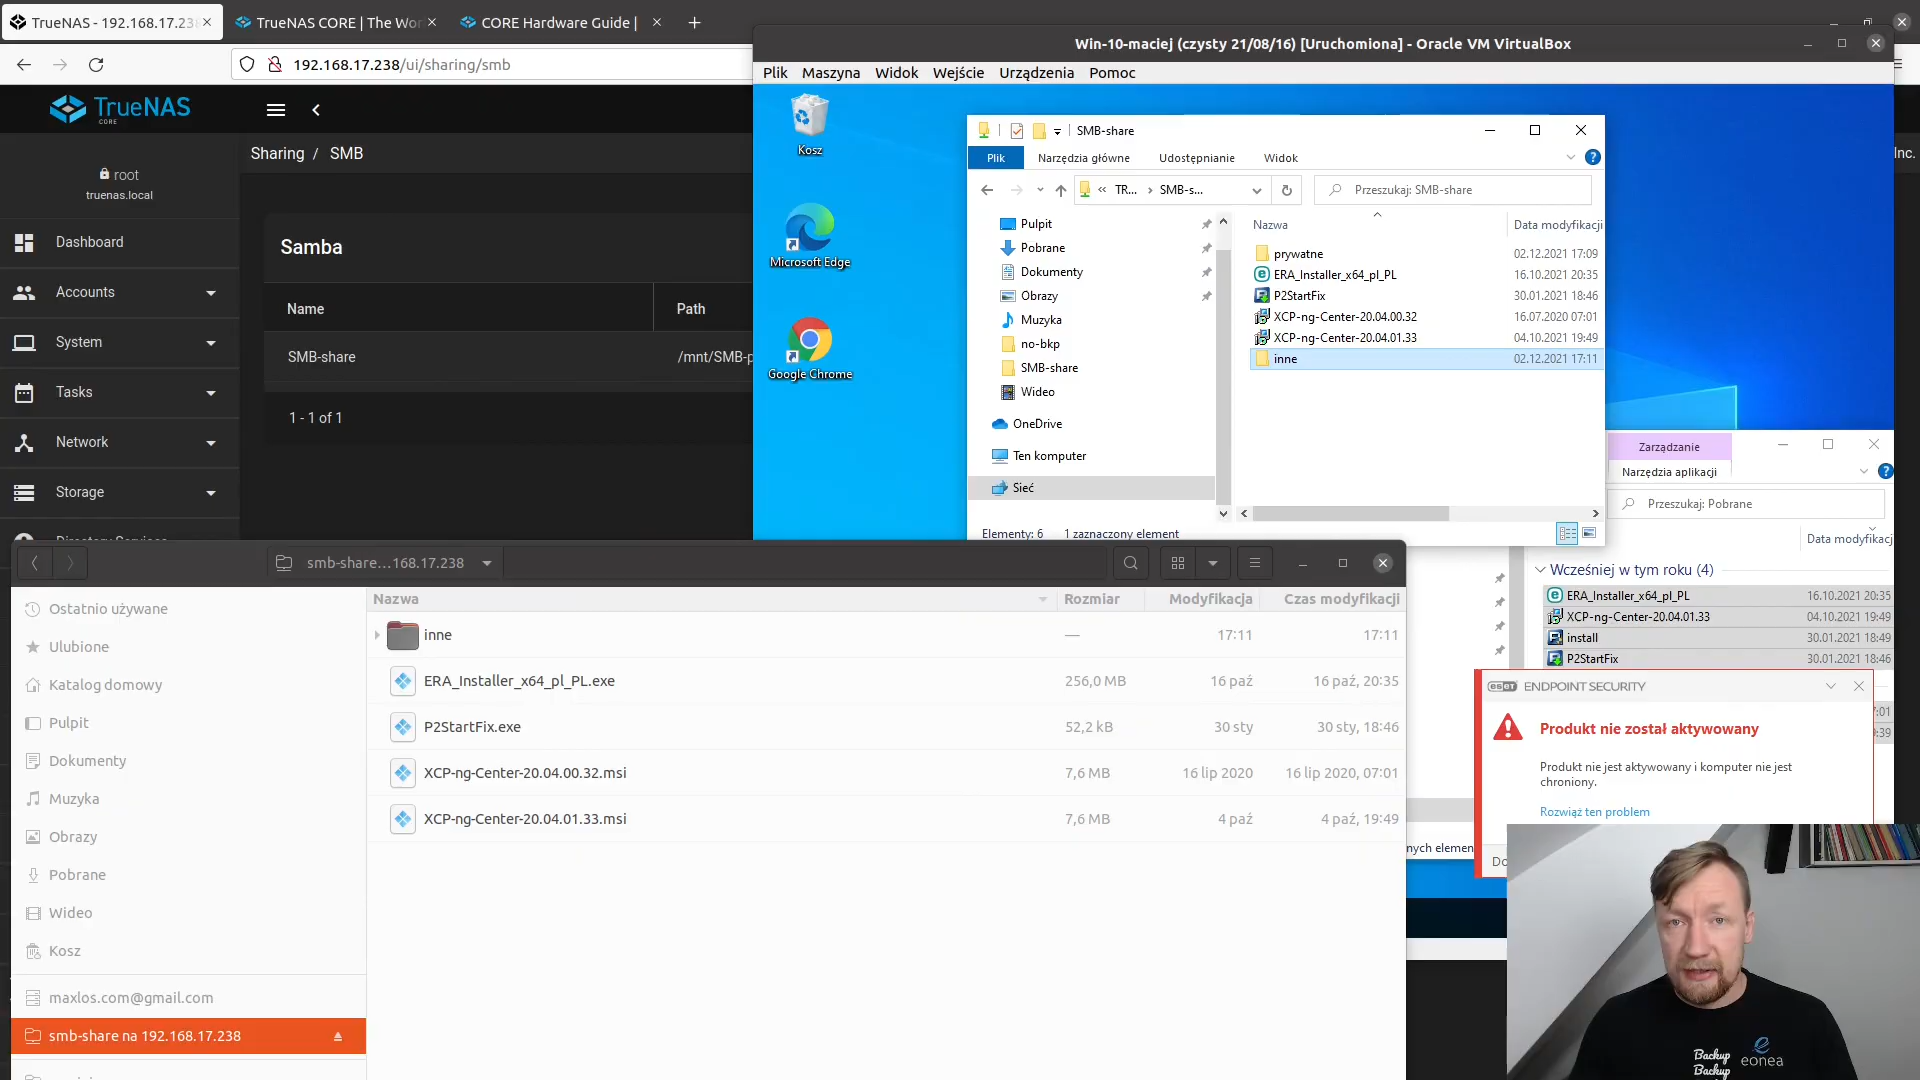 TrueNAS - 192.168.17.23
TrueNAS CORE | The Wo
CORE Hardware Guide |
192.168.17.238/ui/sharing/smb
TrueNAS
CORE
Sharing / SMB
Inc.
root
truenas.local
Dashboard
Accounts
System
Tasks
Network
Storage
Directory Services
Samba
Name
Path
SMB-share
/mnt/SMB-p
1 - 1 of 1
Win-10-maciej (czysty 21/08/16) [Uruchomiona] - Oracle VM VirtualBox
Plik Maszyna Widok Wejście Urządzenia Pomoc
Kosz
Microsoft Edge
Google Chrome
SMB-share
Plik
Narzędzia główne
Udostępnianie
Widok
« TR... › SMB-s...
Przeszukaj: SMB-share
Pulpit
Pobrane
Dokumenty
Obrazy
Muzyka
no-bkp
SMB-share
Wideo
OneDrive
Ten komputer
Sieć
Nazwa
Data modyfikacji
prywatne 02.12.2021 17:09
ERA_Installer_x64_pl_PL 16.10.2021 20:35
P2StartFix 30.01.2021 18:46
XCP-ng-Center-20.04.00.32 16.07.2020 07:01
XCP-ng-Center-20.04.01.33 04.10.2021 19:49
inne 02.12.2021 17:11
Elementy: 6 1 zaznaczony element
Zarządzanie
Narzędzia aplikacji
Przeszukaj: Pobrane
Data modyfikacj
Wcześniej w tym roku (4)
ERA_Installer_x64_pl_PL 16.10.2021 20:35
XCP-ng-Center-20.04.01.33 04.10.2021 19:49
install 30.01.2021 18:49
P2StartFix 30.01.2021 18:46
:01
:39
eseT ENDPOINT SECURITY
Produkt nie został aktywowany
Produkt nie jest aktywowany i komputer nie jest
chroniony.
Rozwiąż ten problem
nych elemen
Do
smb-share...168.17.238
Ostatnio używane
Ulubione
Katalog domowy
Pulpit
Dokumenty
Muzyka
Obrazy
Pobrane
Wideo
Kosz
maxlos.com@gmail.com
smb-share na 192.168.17.238
Nazwa Rozmiar Modyfikacja Czas modyfikacji
inne — 17:11 17:11
ERA_Installer_x64_pl_PL.exe 256,0 MB 16 paź 16 paź, 20:35
P2StartFix.exe 52,2 kB 30 sty 30 sty, 18:46
XCP-ng-Center-20.04.00.32.msi 7,6 MB 16 lip 2020 16 lip 2020, 07:01
XCP-ng-Center-20.04.01.33.msi 7,6 MB 4 paź 4 paź, 19:49
Backup
Backup
eonea